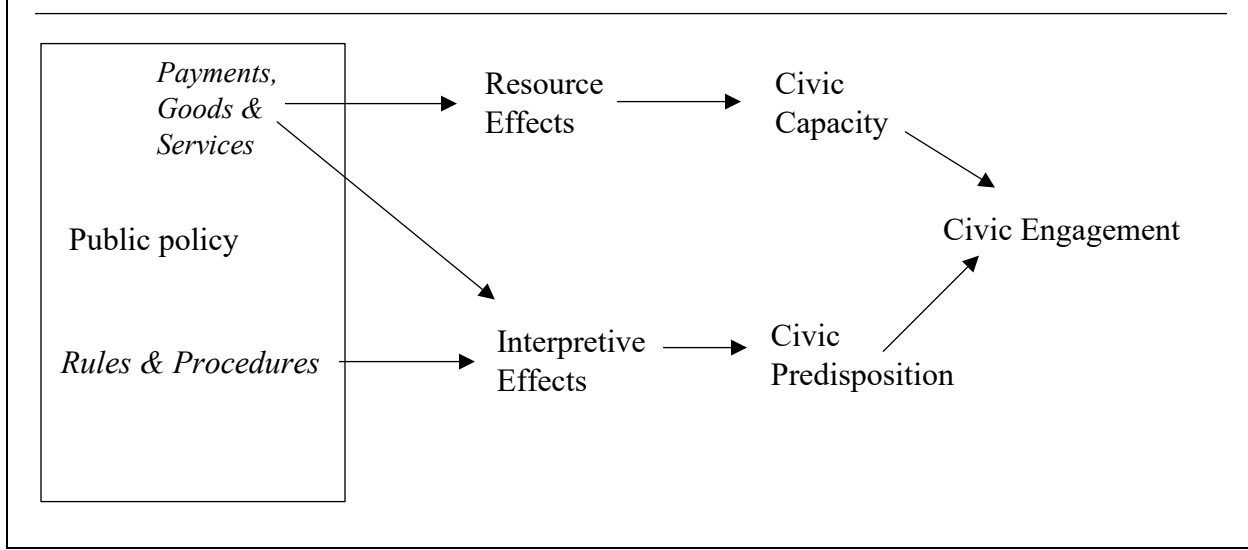 Payments,
Goods &
Services
Public policy
Rules & Procedures
Resource
Effects
Interpretive
Effects
Civic
Capacity
Civic
Predisposition
Civic Engagement